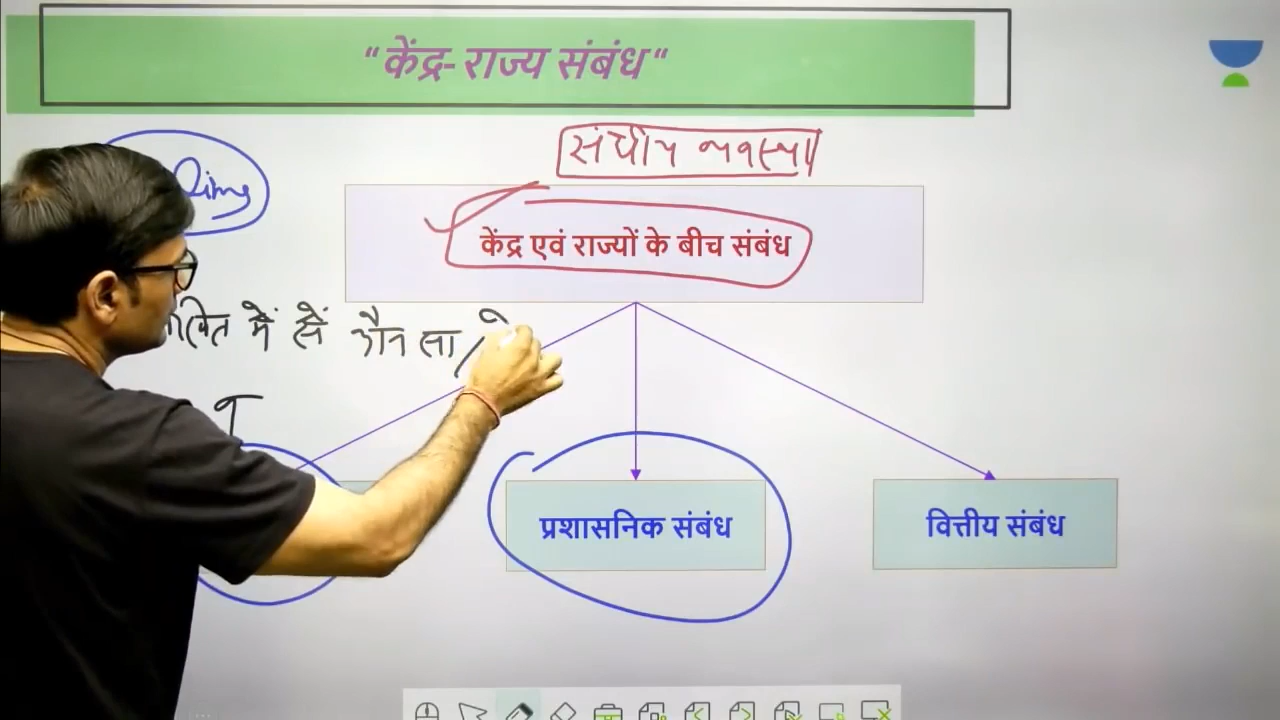 "केंद्र- राज्य संबंध"
संघीय व्यवस्था
केंद्र एवं राज्यों के बीच संबंध
में से कौन सा
प्रशासनिक संबंध
वित्तीय संबंध